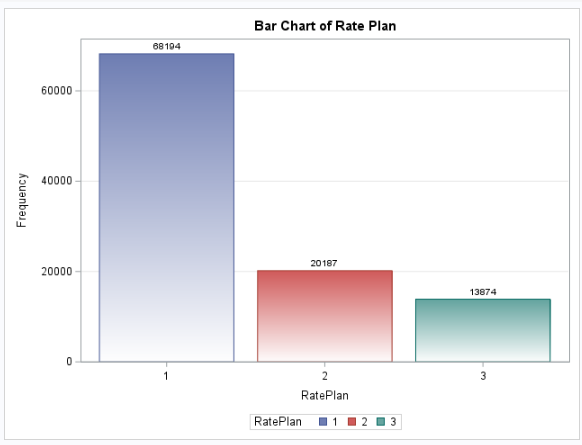 Bar Chart of Rate Plan
68194
60000
40000
Frequency
20187
20000
13874
0
1 2 3
RatePlan
RatePlan 1 2 3